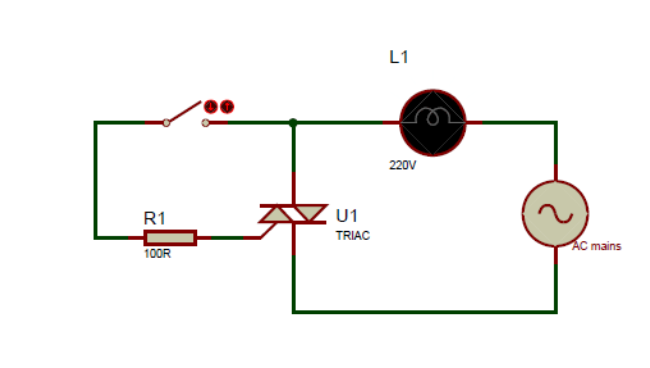 L1
220V
R1
100R
U1
TRIAC
AC mains